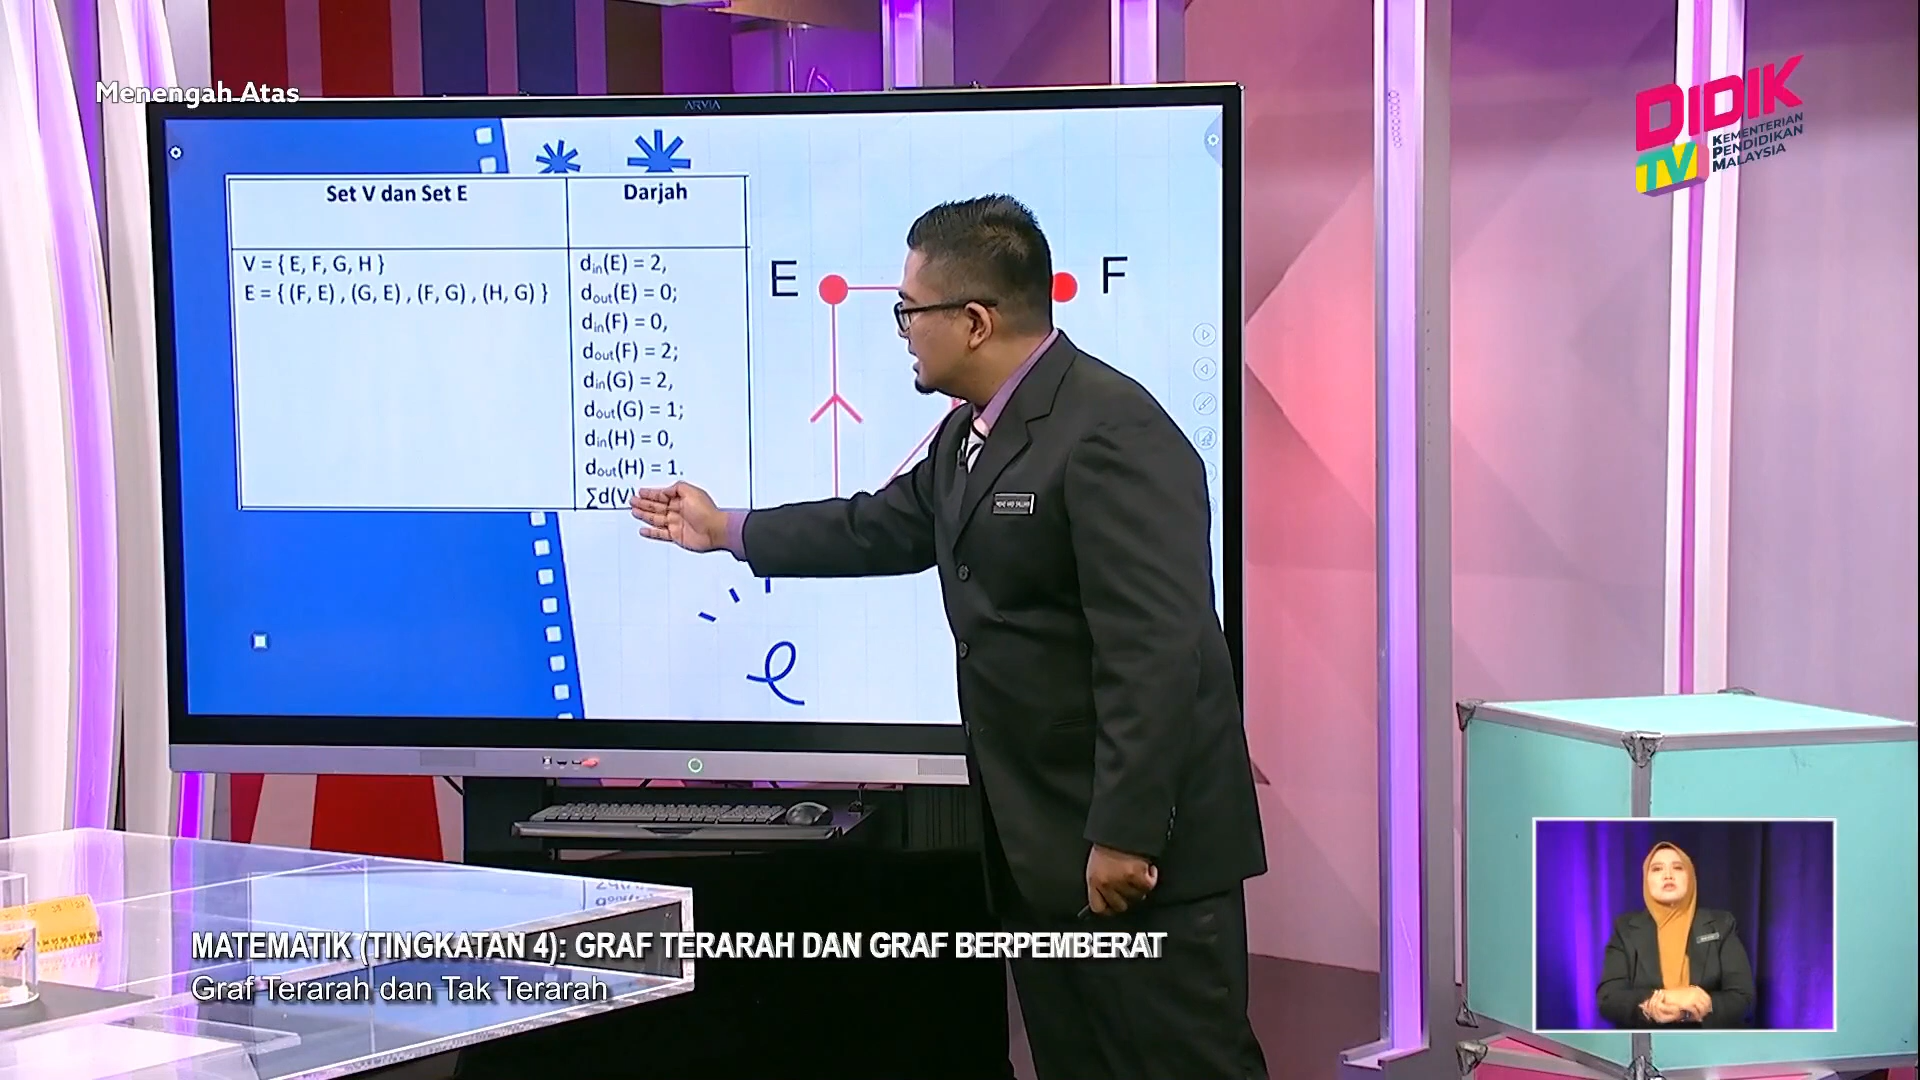 Menengah Atas
ARVIA
DIDIK
TV
KEMENTERIAN
PENDIDIKAN
MALAYSIA
Set V dan Set E
Darjah
V = { E, F, G, H }
E = { (F, E) , (G, E) , (F, G) , (H, G) }
din(E) = 2,
dout(E) = 0;
din(F) = 0,
dout(F) = 2;
din(G) = 2,
dout(G) = 1;
din(H) = 0,
dout(H) = 1.
∑d(V)
E
F
e
MATEMATIK (TINGKATAN 4): GRAF TERARAH DAN GRAF BERPEMBERAT
Graf Terarah dan Tak Terarah